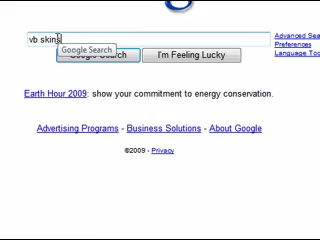 Advanced Sea
vb skins
Preferences
Google Search
Language Too
Google Search I'm Feeling Lucky
Earth Hour 2009: show your commitment to energy conservation.
Advertising Programs - Business Solutions - About Google
©2009 - Privacy